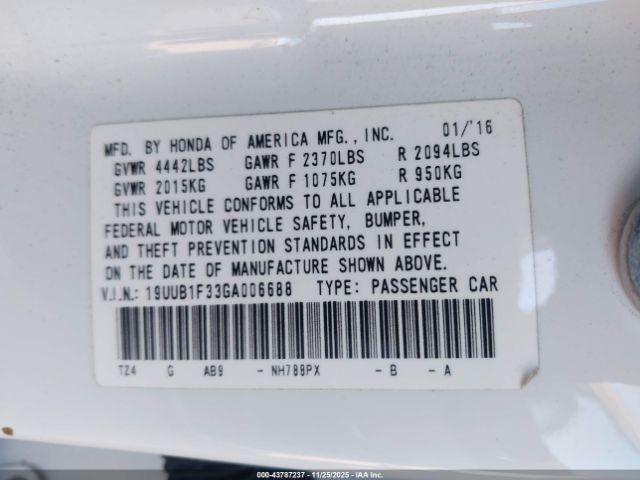 MFD. BY HONDA OF AMERICA MFG., INC. 01/'16
GVWR 4442LBS GAWR F 2370LBS R 2094LBS
GVWR 2015KG GAWR F 1075KG R 950KG
THIS VEHICLE CONFORMS TO ALL APPLICABLE
FEDERAL MOTOR VEHICLE SAFETY, BUMPER,
AND THEFT PREVENTION STANDARDS IN EFFECT
ON THE DATE OF MANUFACTURE SHOWN ABOVE.
V.I.N.: 19UUB1F33GA006688 TYPE: PASSENGER CAR
TZ4 G AB9 - NH788PX - B - A
000-43787237 - 11/25/2025 - IAA Inc.